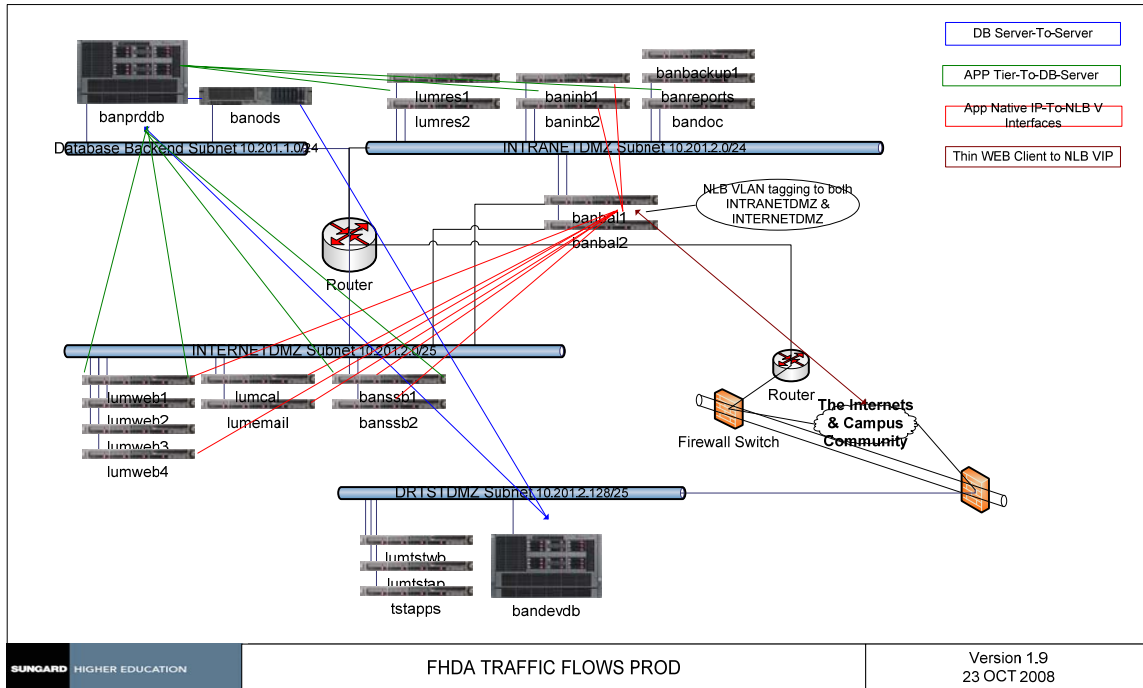 DB Server-To-Server
APP Tier-To-DB-Server
App Native IP-To-NLB V
Interfaces
Thin WEB Client to NLB VIP
banprddb
banods
lumres1
lumres2
baninb1
baninb2
banbackup1
banreports
bandoc
Database Backend Subnet 10.201.1.0/24
INTRANETDMZ Subnet 10.201.2.0/24
NLB VLAN tagging to both
INTRANETDMZ &
INTERNETDMZ
banbal1
banbal2
Router
INTERNETDMZ Subnet 10.201.2.0/25
lumweb1
lumweb2
lumweb3
lumweb4
lumcal
lumemail
banssb1
banssb2
Router
Firewall Switch
The Internets
& Campus
Community
DRTSTDMZ Subnet 10.201.2.128/25
lumtstwb
lumtstap
tstapps
bandevdb
SUNGARD HIGHER EDUCATION
FHDA TRAFFIC FLOWS PROD
Version 1.9
23 OCT 2008